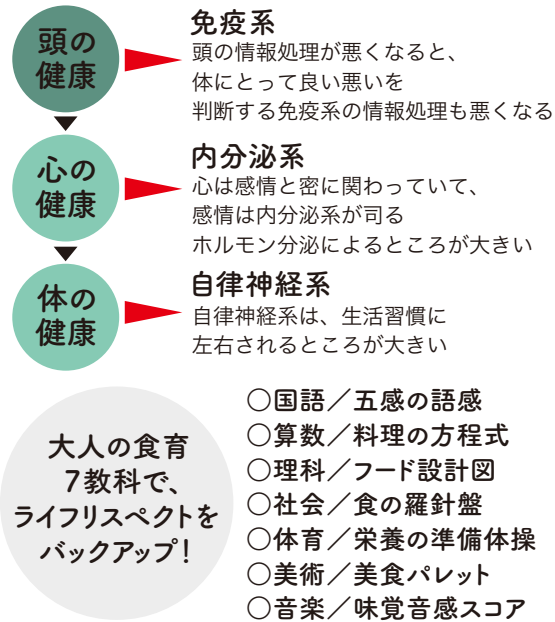 頭の
健康
免疫系
頭の情報処理が悪くなると、
体にとって良い悪いを
判断する免疫系の情報処理も悪くなる
心の
健康
内分泌系
心は感情と密に関わっていて、
感情は内分泌系が司る
ホルモン分泌によるところが大きい
体の
健康
自律神経系
自律神経系は、生活習慣に
左右されるところが大きい
大人の食育
7教科で、
ライフリスペクトを
バックアップ!
○国語/五感の語感
○算数/料理の方程式
○理科/フード設計図
○社会/食の羅針盤
○体育/栄養の準備体操
○美術/美食パレット
○音楽/味覚音感スコア